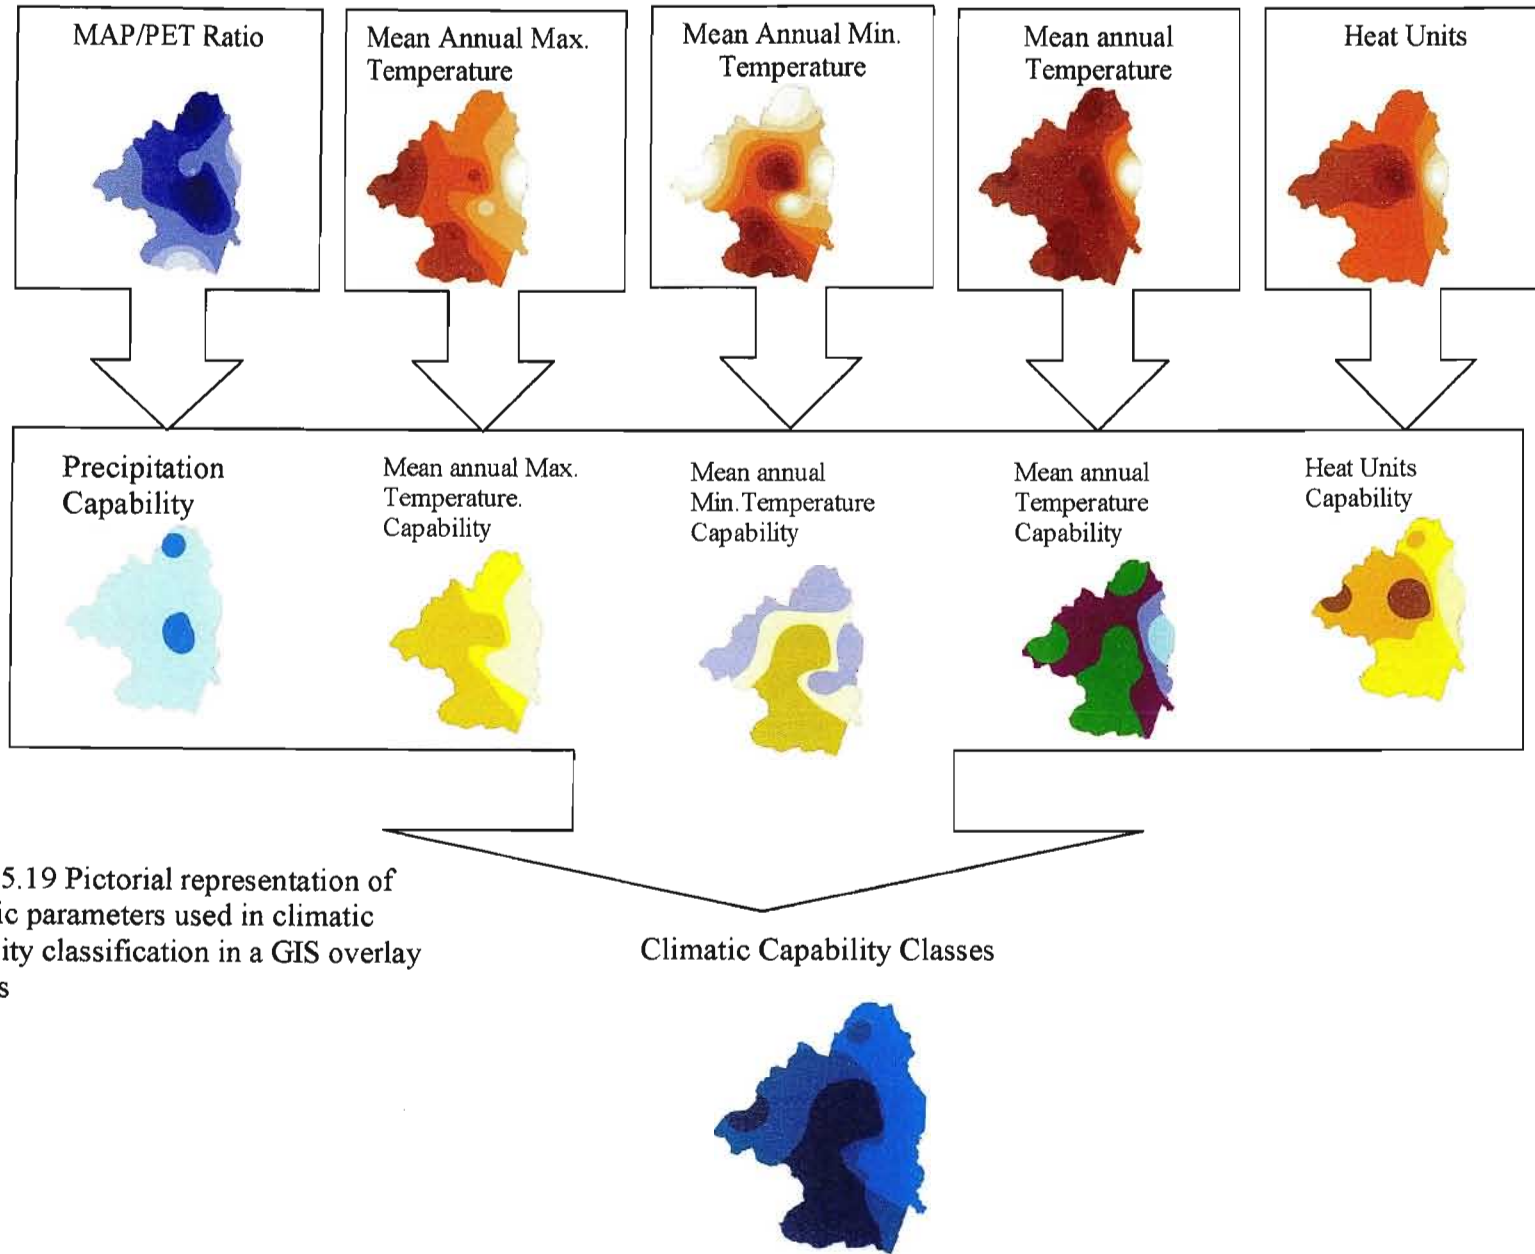 MAP/PET Ratio
Mean Annual Max.
Temperature
Mean Annual Min.
Temperature
Mean annual
Temperature
Heat Units
Precipitation
Capability
Mean annual Max.
Temperature.
Capability
Mean annual
Min.Temperature
Capability
Mean annual
Temperature
Capability
Heat Units
Capability
5.19 Pictorial representation of
ic parameters used in climatic
ity classification in a GIS overlay
s
Climatic Capability Classes